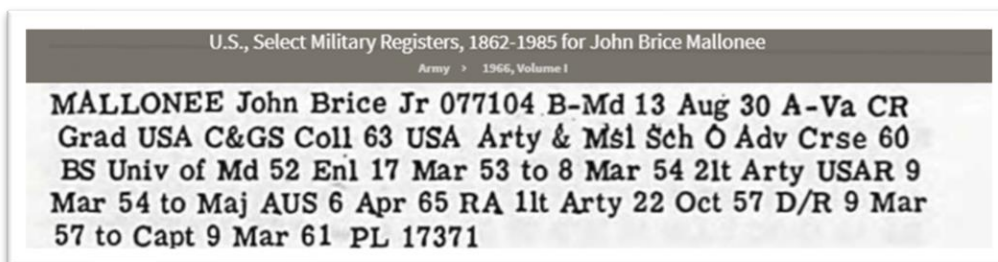 U.S., Select Military Registers, 1862-1985 for John Brice Mallonee
Army > 1966, Volume I
MALLONEE John Brice Jr 077104 B-Md 13 Aug 30 A-Va CR
Grad USA C&GS Coll 63 USA Arty & Msl Sch O Adv Crse 60
BS Univ of Md 52 Enl 17 Mar 53 to 8 Mar 54 2lt Arty USAR 9
Mar 54 to Maj AUS 6 Apr 65 RA 1lt Arty 22 Oct 57 D/R 9 Mar
57 to Capt 9 Mar 61 PL 17371